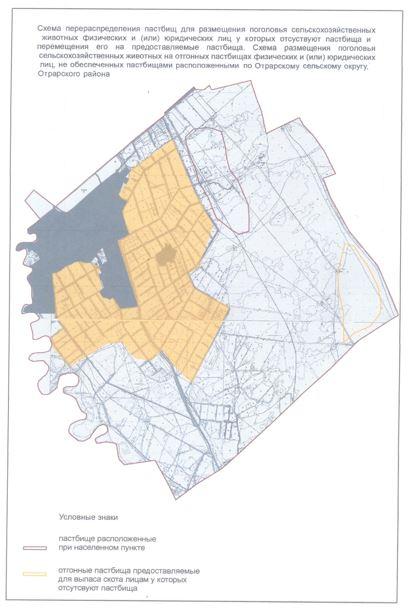 Схема перераспределения пастбищ для размещения поголовья сельскохозяйственных
животных физических и (или) юридических лиц у которых отсуствуют пастбища и
перемещения его на предоставляемые пастбища. Схема размещения поголовья
сельскохозяйственных животных на отгонных пастбищах физических и (или) юридических
лиц, не обеспеченных пастбищами расположенными по Отрарскому сельскому округу,
Отрарского района
Условные знаки
пастбище расположенные
при населенном пункте
отгонные пастбища предоставляемые
для выпаса скота лицам у которых
отсутсвуют пастбища